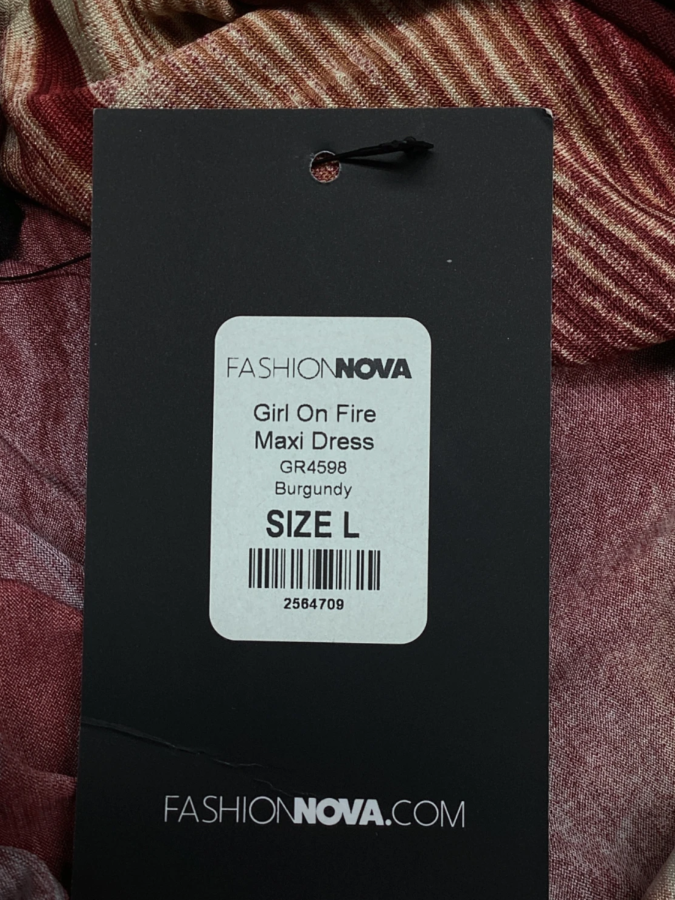 FASHIONNOVA
Girl On Fire
Maxi Dress
GR4598
Burgundy
SIZE L
2564709
FASHIONNOVA.COM